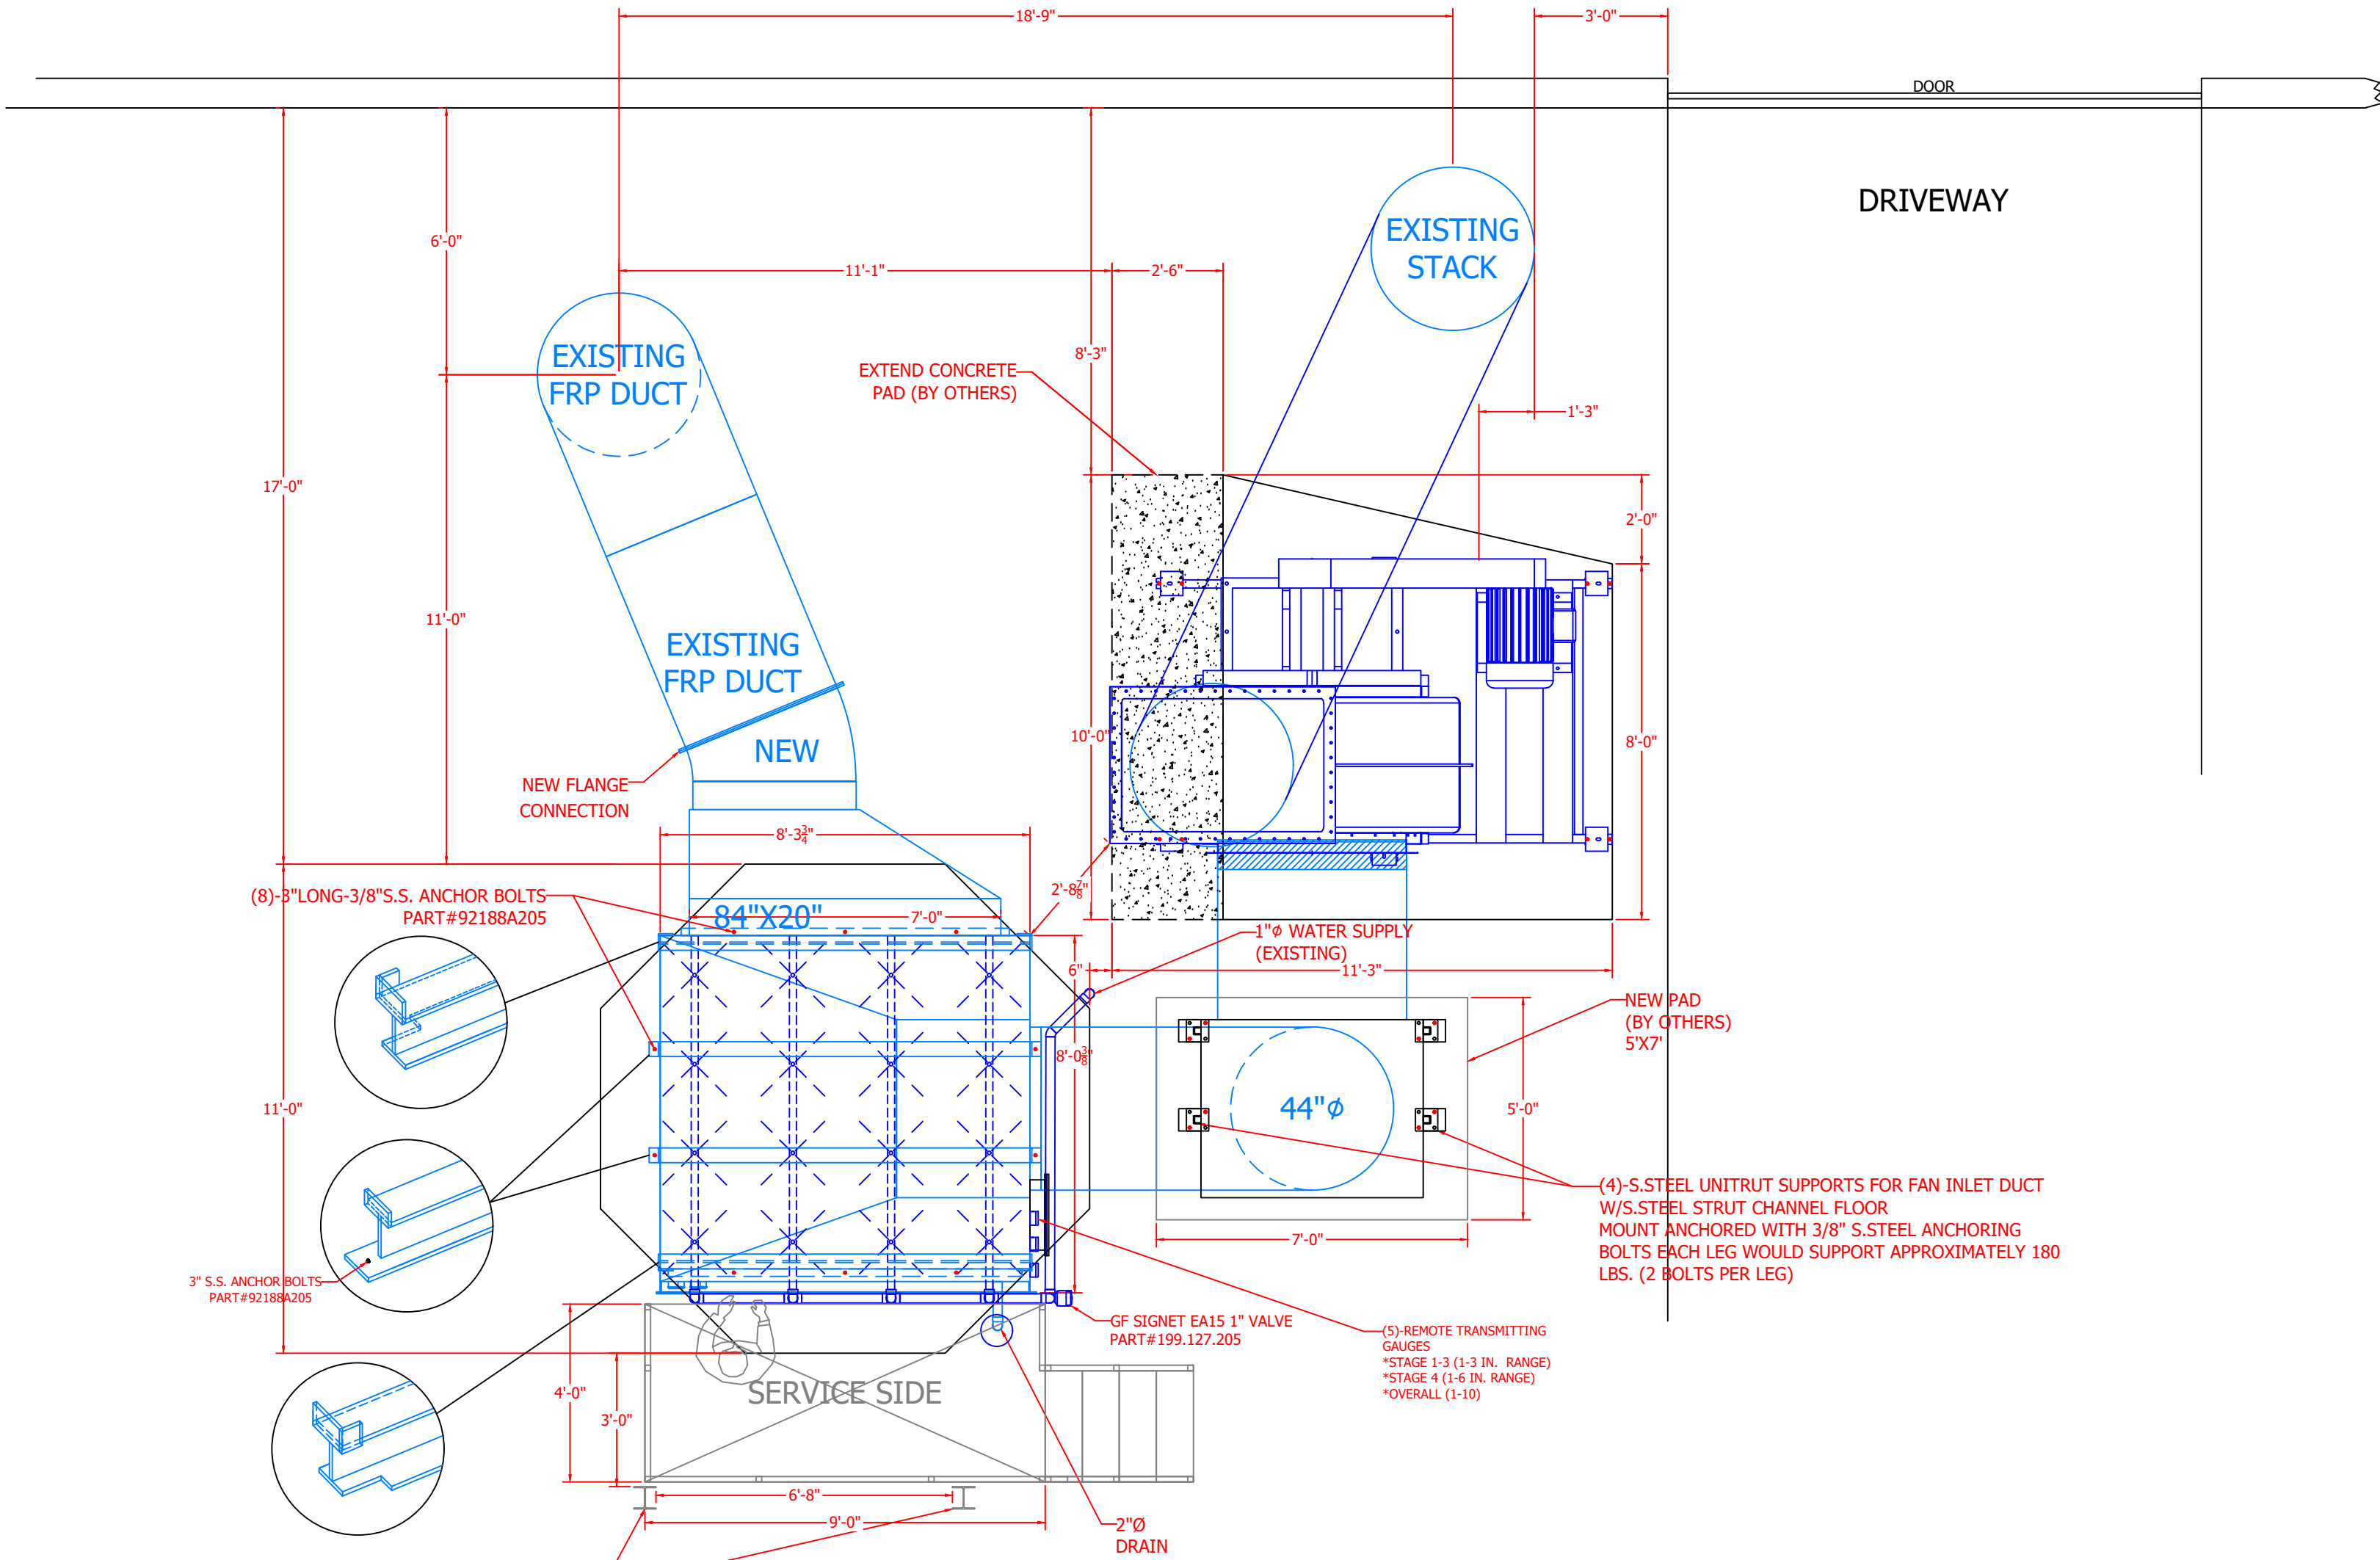 18'-9"
3'-0"
DOOR
DRIVEWAY
EXISTING
STACK
6'-0"
11'-1"
2'-6"
EXISTING
FRP DUCT
8'-3"
EXTEND CONCRETE
PAD (BY OTHERS)
1'-3"
17'-0"
2'-0"
11'-0"
EXISTING
FRP DUCT
10'-0"
8'-0"
NEW
NEW FLANGE
CONNECTION
8'-3 3/4"
(8)-3"LONG-3/8"S.S. ANCHOR BOLTS
PART#92188A205
2'-8 7/8"
84"X20"
7'-0"
1"ϕ WATER SUPPLY
(EXISTING)
6"
11'-3"
NEW PAD
(BY OTHERS)
5'X7'
8'-0 3/8"
11'-0"
44"ϕ
5'-0"
(4)-S.STEEL UNITRUT SUPPORTS FOR FAN INLET DUCT
W/S.STEEL STRUT CHANNEL FLOOR
MOUNT ANCHORED WITH 3/8" S.STEEL ANCHORING
BOLTS EACH LEG WOULD SUPPORT APPROXIMATELY 180
LBS. (2 BOLTS PER LEG)
7'-0"
3" S.S. ANCHOR BOLTS
PART#92188A205
GF SIGNET EA15 1" VALVE
PART#199.127.205
(5)-REMOTE TRANSMITTING
GAUGES
*STAGE 1-3 (1-3 IN. RANGE)
*STAGE 4 (1-6 IN. RANGE)
*OVERALL (1-10)
4'-0"
3'-0"
SERVICE SIDE
6'-8"
9'-0"
2"Ø
DRAIN